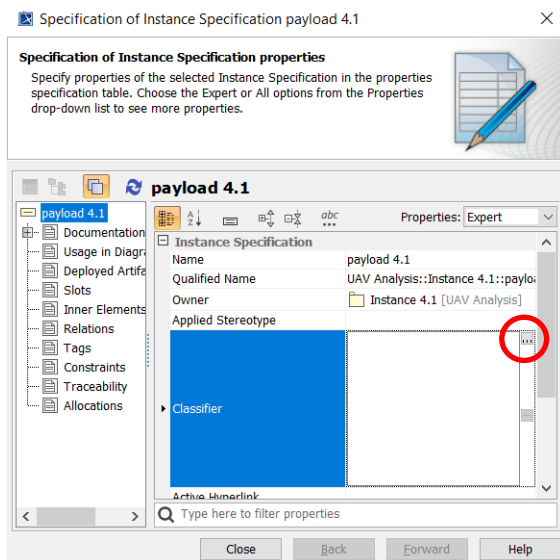 Specification of Instance Specification payload 4.1
Specification of Instance Specification properties
Specify properties of the selected Instance Specification in the properties
specification table. Choose the Expert or All options from the Properties
drop-down list to see more properties.
payload 4.1
payload 4.1
Documentation
Usage in Diagra
Deployed Artifa
Slots
Inner Elements
Relations
Tags
Constraints
Traceability
Allocations
abc
Properties: Expert
Instance Specification
Name payload 4.1
Qualified Name UAV Analysis::Instance 4.1::payloa
Owner Instance 4.1 [UAV Analysis]
Applied Stereotype
Classifier
...
Active Hyperlink
Type here to filter properties
Close Back Forward Help